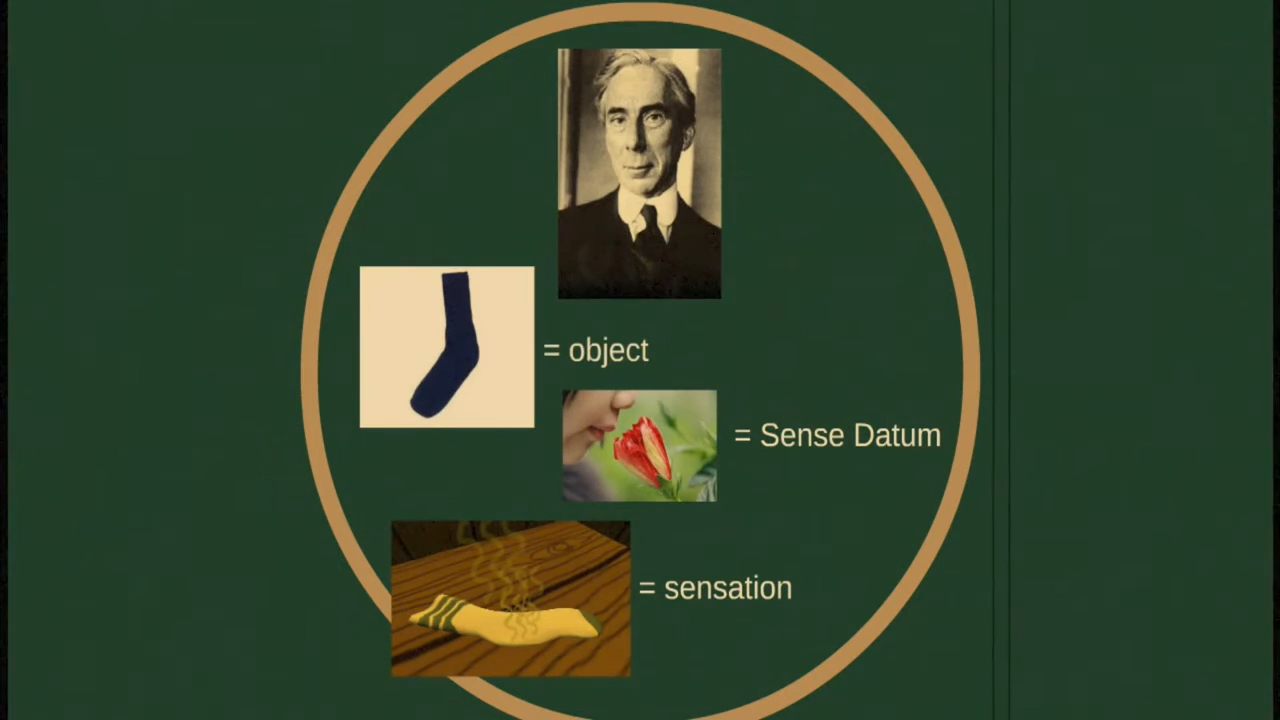 = object
= Sense Datum
= sensation